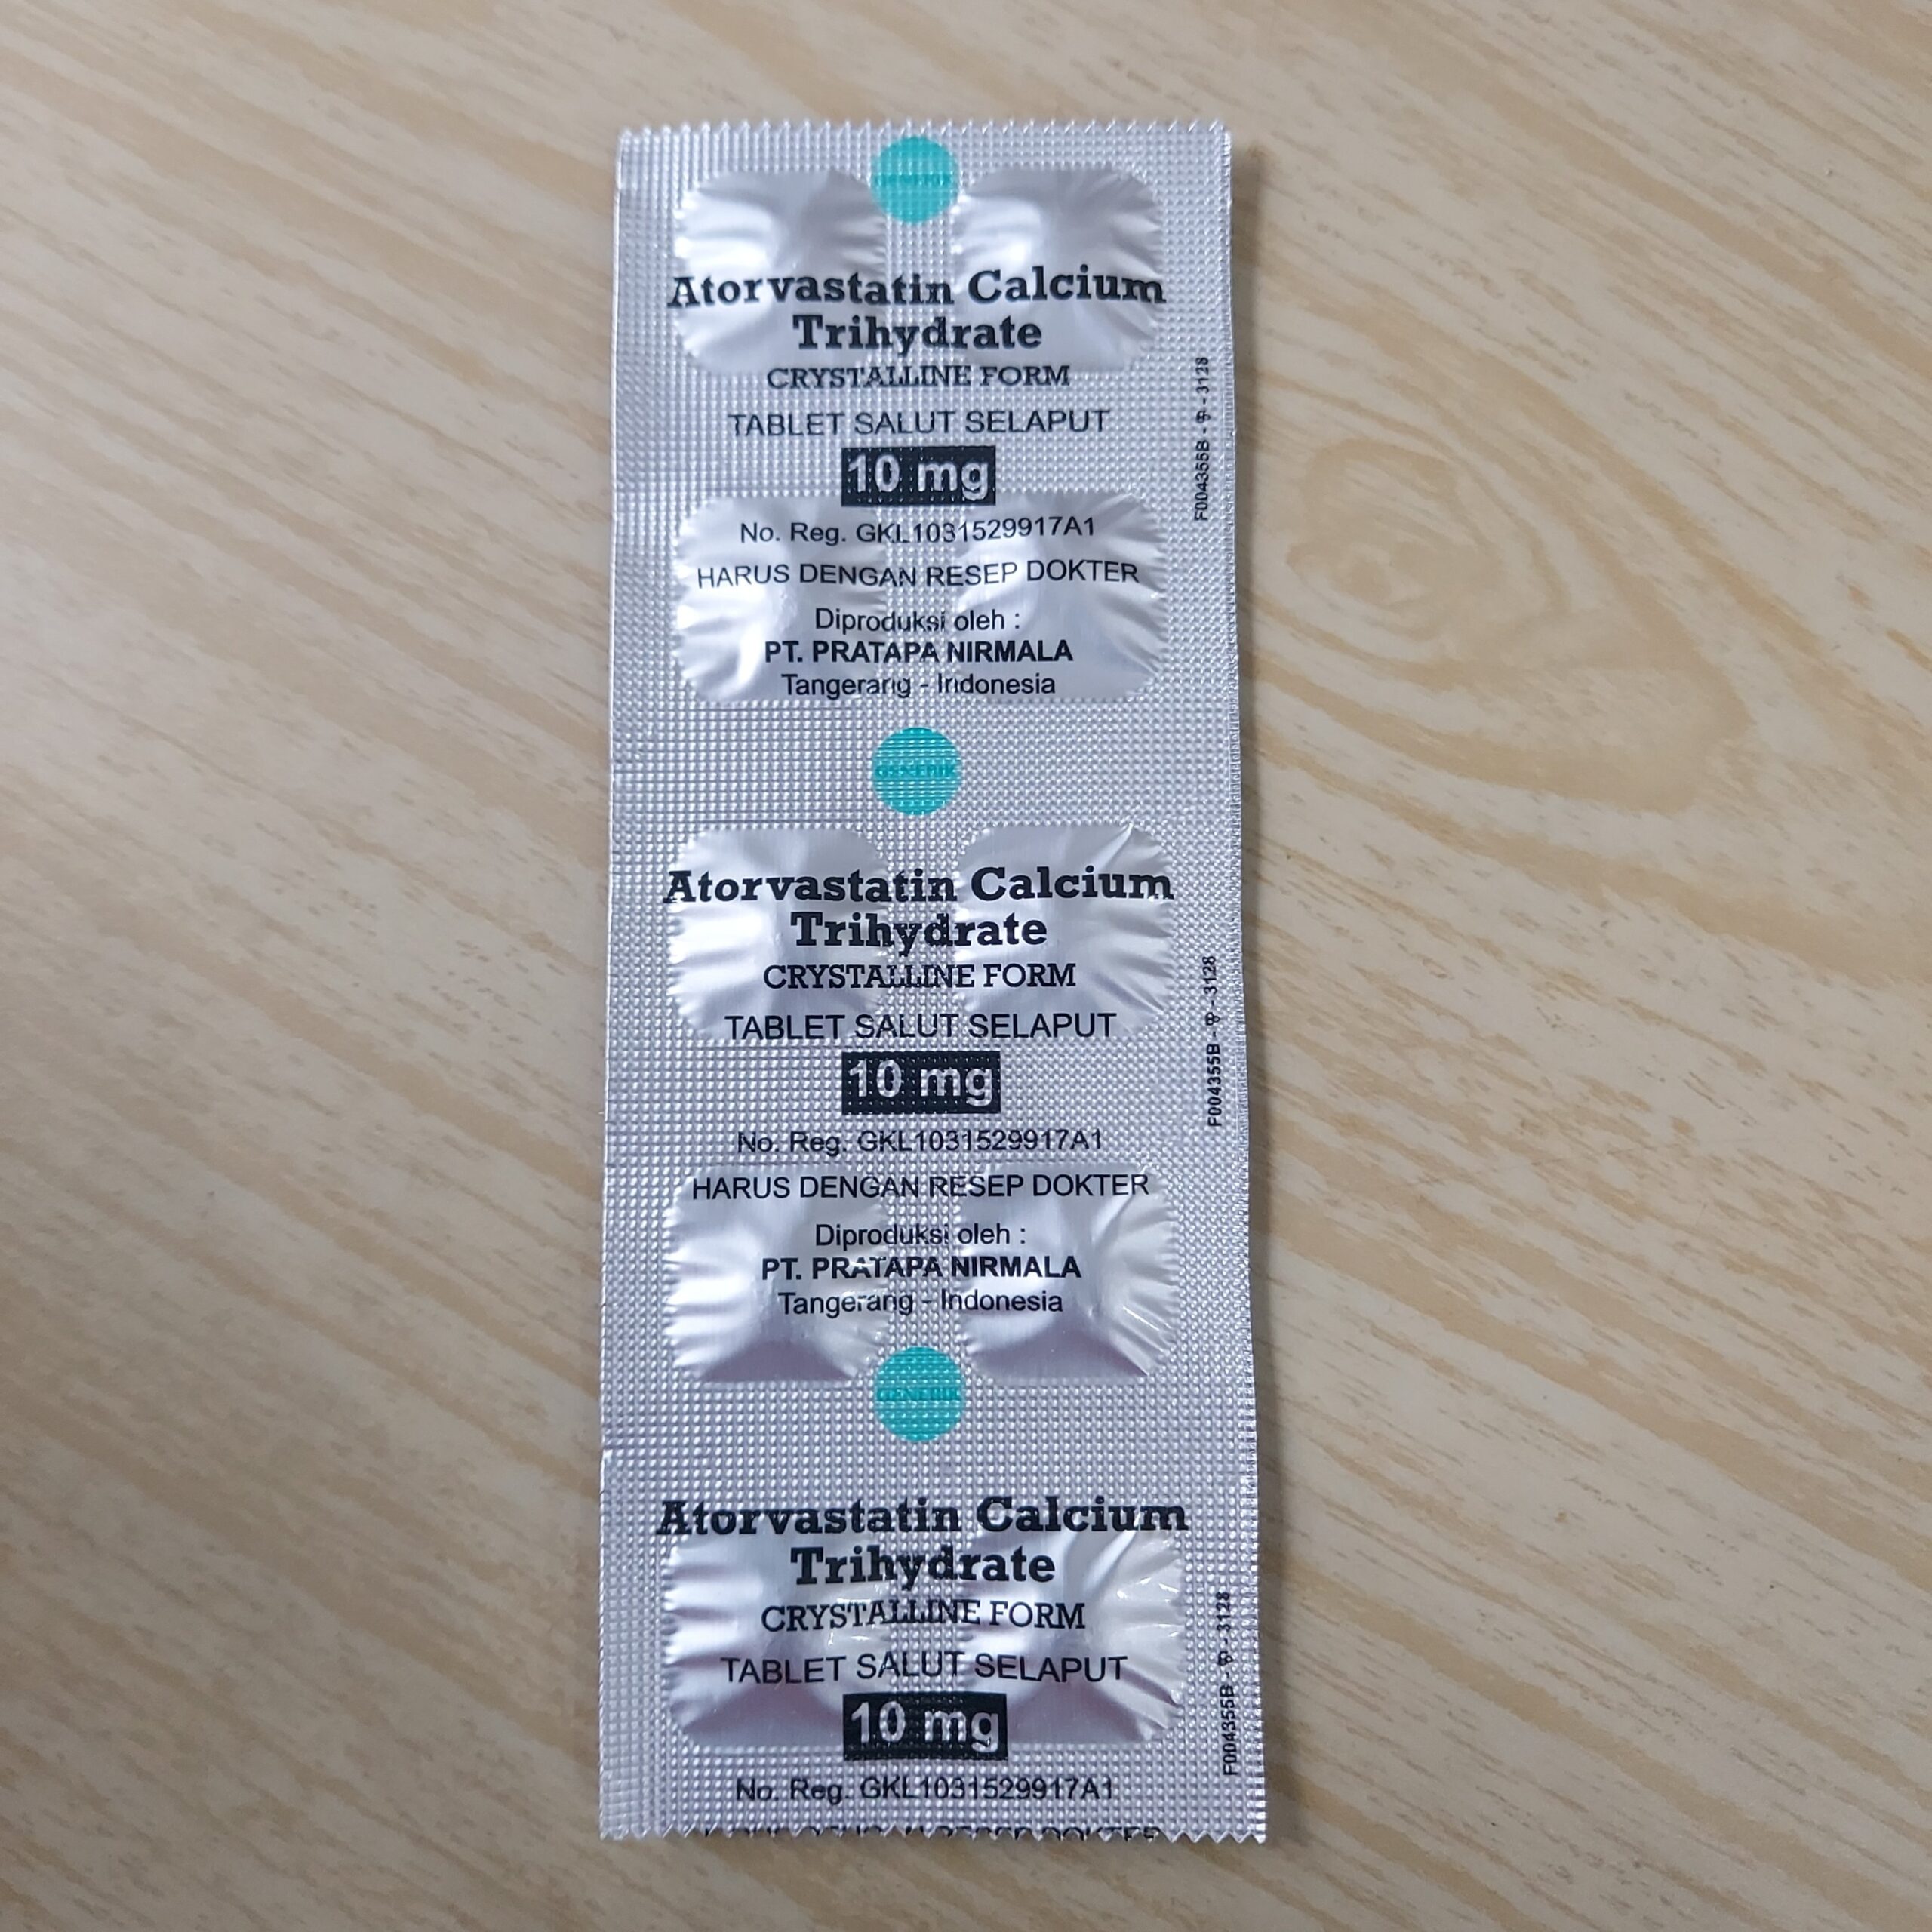 GENERIK
Atorvastatin Calcium
Trihydrate
CRYSTALLINE FORM
TABLET SALUT SELAPUT
10 mg
No. Reg. GKL1031529917A1
HARUS DENGAN RESEP DOKTER
Diproduksi oleh :
PT. PRATAPA NIRMALA
Tangerang - Indonesia
F004355B - - 3128
GENERIK
Atorvastatin Calcium
Trihydrate
CRYSTALLINE FORM
TABLET SALUT SELAPUT
10 mg
No. Reg. GKL1031529917A1
HARUS DENGAN RESEP DOKTER
Diproduksi oleh :
PT. PRATAPA NIRMALA
Tangerang - Indonesia
F004355B - - 3128
GENERIK
Atorvastatin Calcium
Trihydrate
CRYSTALLINE FORM
TABLET SALUT SELAPUT
10 mg
No. Reg. GKL1031529917A1
F004355B - - 3128